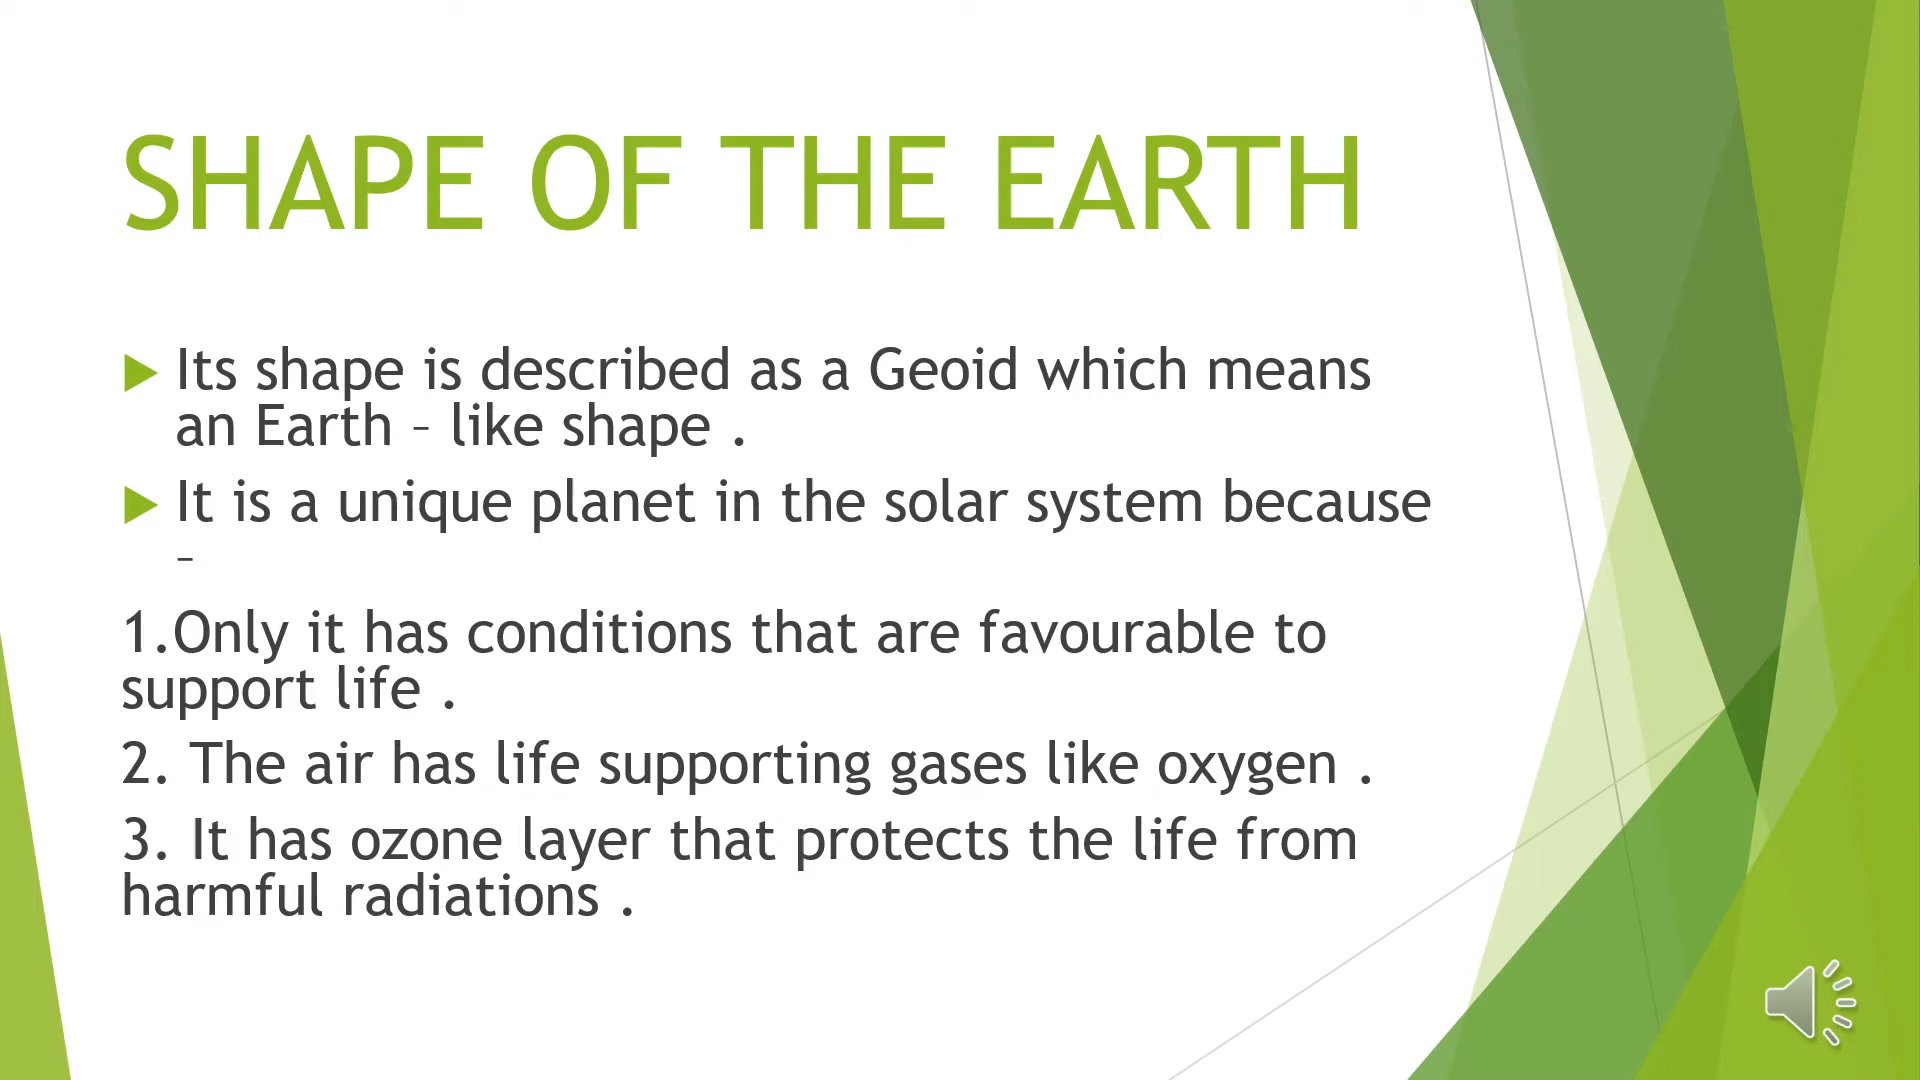 SHAPE OF THE EARTH
Its shape is described as a Geoid which means
an Earth – like shape .
It is a unique planet in the solar system because
–
1.Only it has conditions that are favourable to
support life .
2. The air has life supporting gases like oxygen .
3. It has ozone layer that protects the life from
harmful radiations .